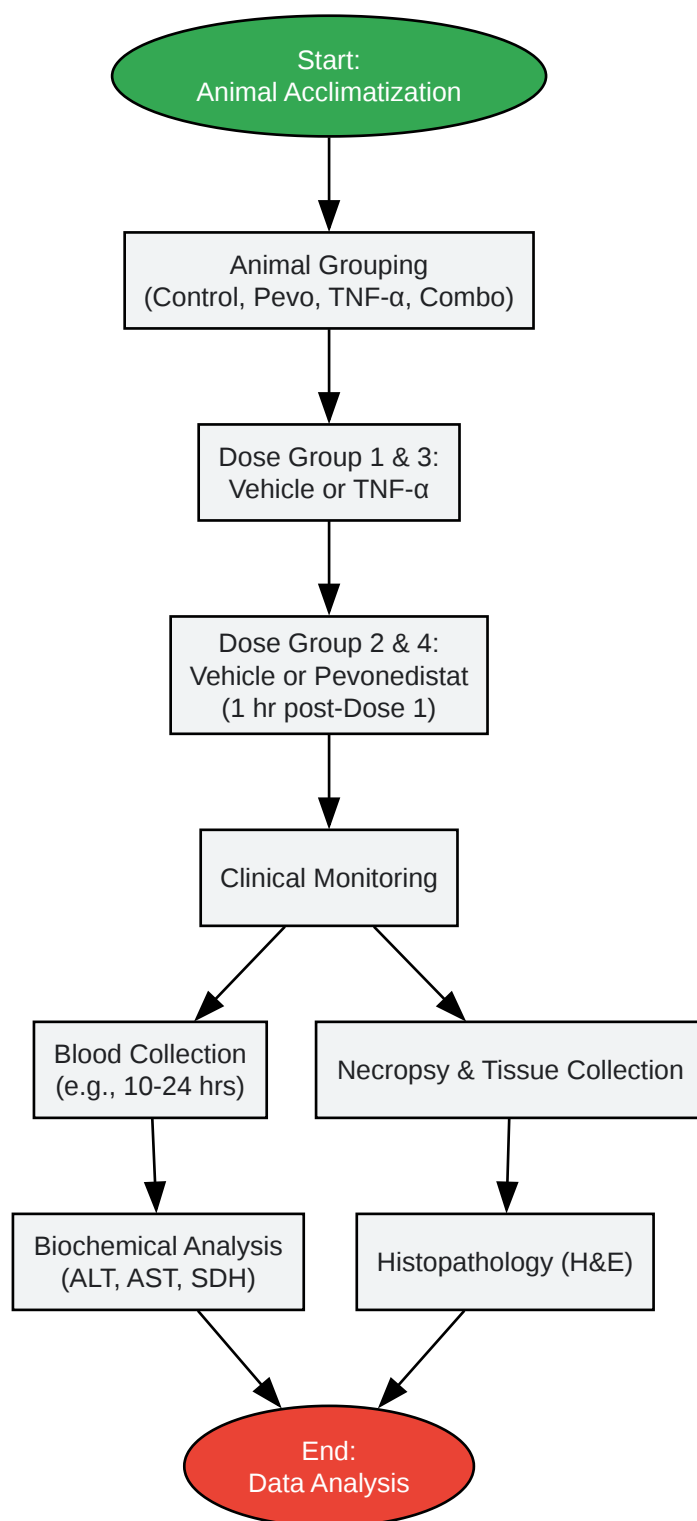 Start:
Animal Acclimatization
Animal Grouping
(Control, Pevo, TNF-α, Combo)
Dose Group 1 & 3:
Vehicle or TNF-α
Dose Group 2 & 4:
Vehicle or Pevonedistat
(1 hr post-Dose 1)
Clinical Monitoring
Blood Collection
(e.g., 10-24 hrs)
Necropsy & Tissue Collection
Biochemical Analysis
(ALT, AST, SDH)
Histopathology (H&E)
End:
Data Analysis